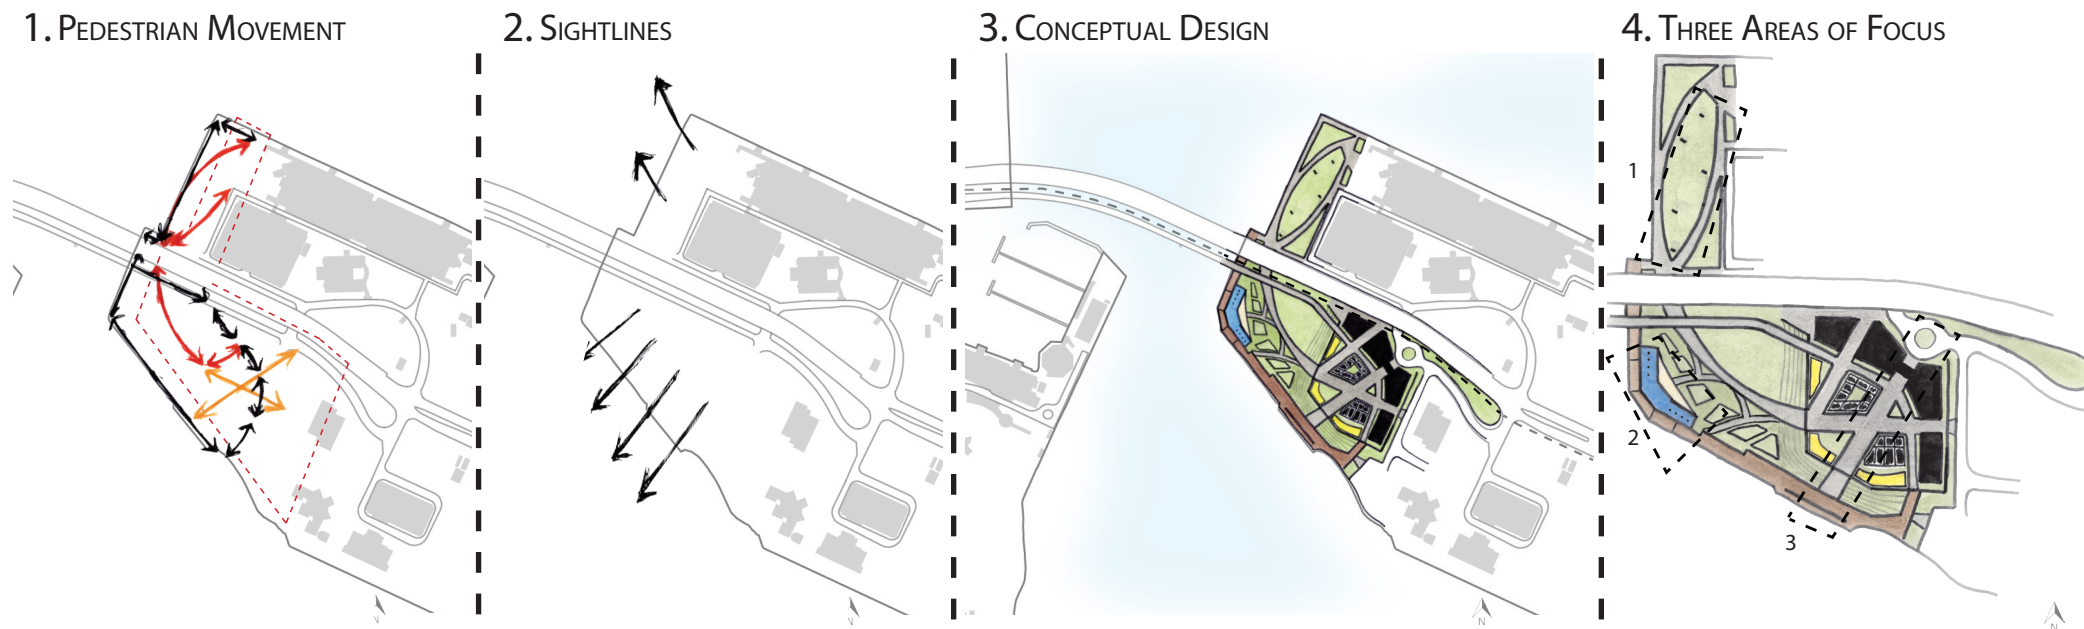 1. Pedestrian Movement
2. Sightlines
3. Conceptual Design
4. Three Areas of Focus
1
2
3
N
N
N
N